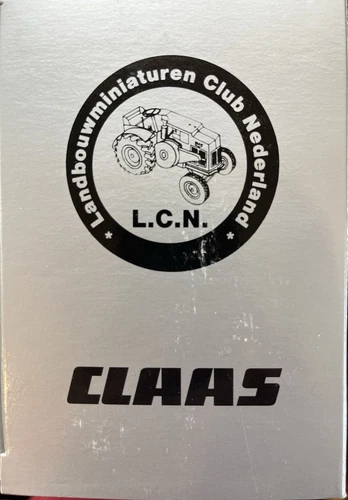 * Landbouwminiaturen Club Nederland *
L.C.N.
CLAAS